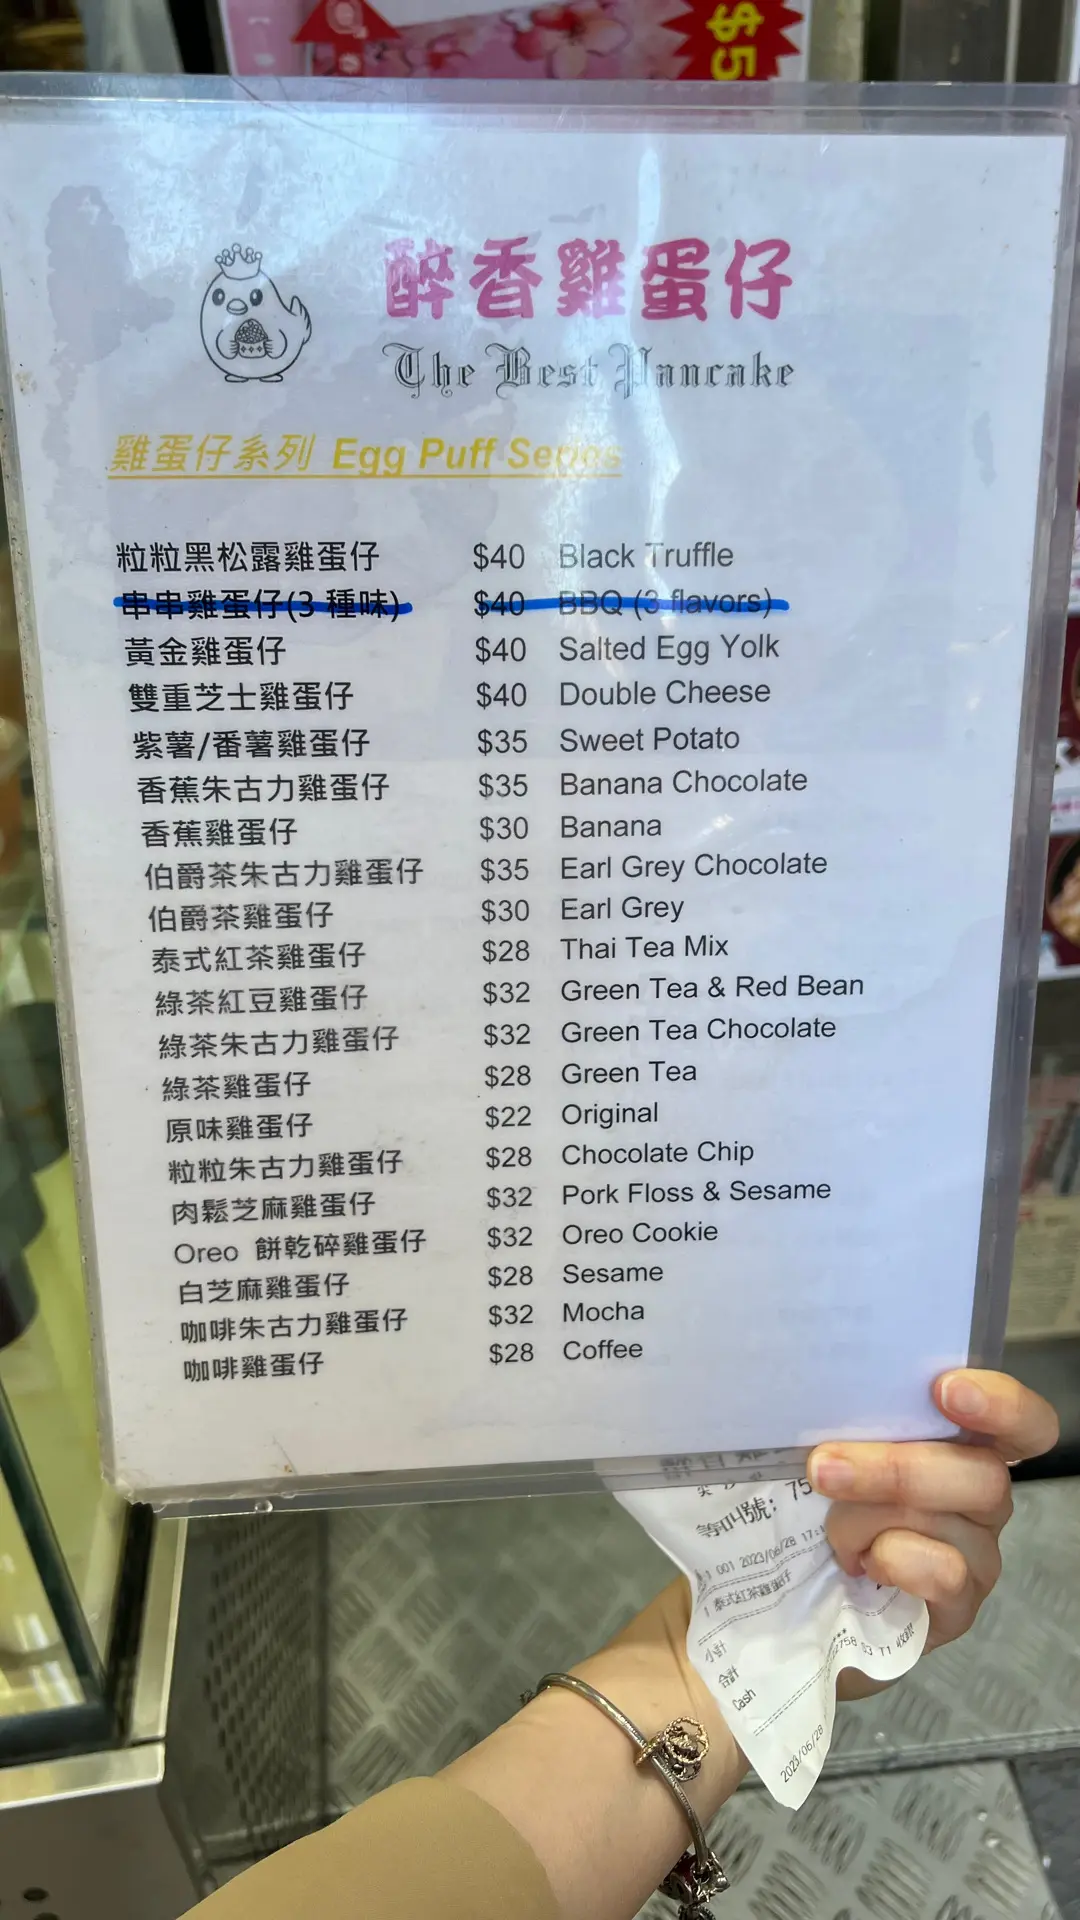 $5
醉香雞蛋仔
The Best Pancake
雞蛋仔系列 Egg Puff Series
粒粒黑松露雞蛋仔 $40 Black Truffle
串串雞蛋仔(3 種味) $40 BBQ (3 flavors)
黃金雞蛋仔 $40 Salted Egg Yolk
雙重芝士雞蛋仔 $40 Double Cheese
紫薯/番薯雞蛋仔 $35 Sweet Potato
香蕉朱古力雞蛋仔 $35 Banana Chocolate
香蕉雞蛋仔 $30 Banana
伯爵茶朱古力雞蛋仔 $35 Earl Grey Chocolate
伯爵茶雞蛋仔 $30 Earl Grey
泰式紅茶雞蛋仔 $28 Thai Tea Mix
綠茶紅豆雞蛋仔 $32 Green Tea & Red Bean
綠茶朱古力雞蛋仔 $32 Green Tea Chocolate
綠茶雞蛋仔 $28 Green Tea
原味雞蛋仔 $22 Original
粒粒朱古力雞蛋仔 $28 Chocolate Chip
肉鬆芝麻雞蛋仔 $32 Pork Floss & Sesame
Oreo 餅乾碎雞蛋仔 $32 Oreo Cookie
白芝麻雞蛋仔 $28 Sesame
咖啡朱古力雞蛋仔 $32 Mocha
咖啡雞蛋仔 $28 Coffee
等叫號: 75
001 2023/06/28 17:1
1 泰式紅茶雞蛋仔
小計
合計
Cash
2023/06/28